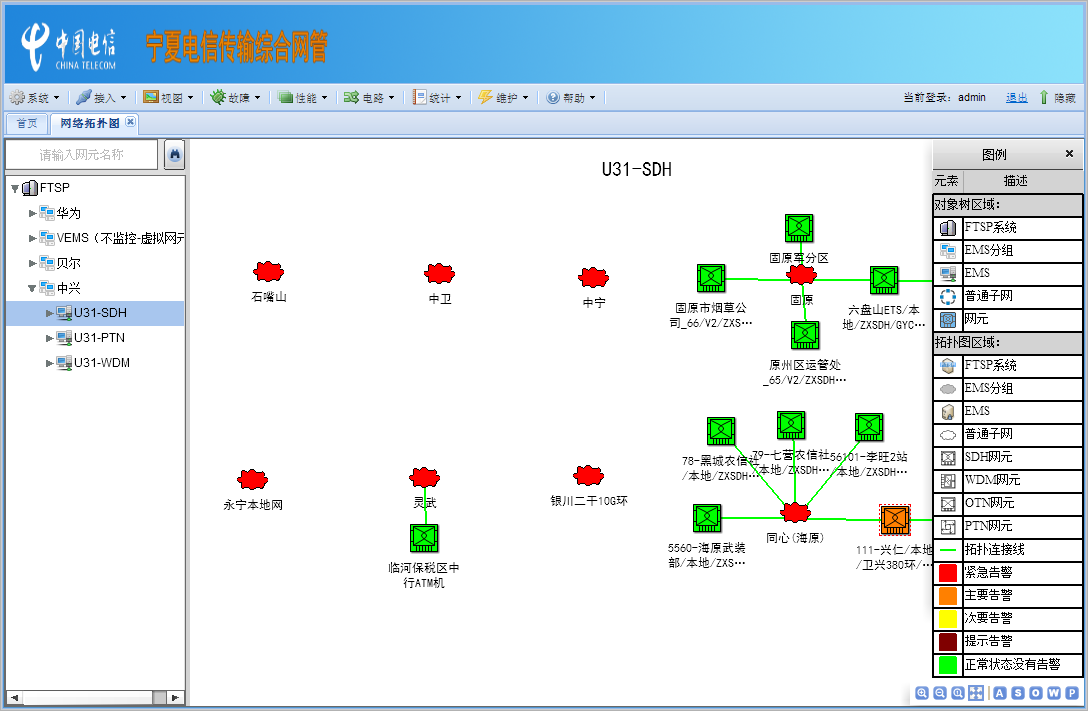 中国电信
CHINA TELECOM
宁夏电信传输综合网管
系统 接入 视图 故障 性能 电路 统计 维护 帮助 当前登录: admin 退出 隐藏
首页 网络拓扑图
请输入网元名称
FTSP
华为
VEMS（不监控-虚拟网元
贝尔
中兴
U31-SDH
U31-PTN
U31-WDM
U31-SDH
石嘴山
中卫
中宁
固原军分区
固原
固原市烟草公
司_66/V2/ZXS…
六盘山ETS/本
地/ZXSDH/GYC…
原州区运管处
_65/V2/ZXSDH…
永宁本地网
灵武
银川二干10G环
临河保税区中
行ATM机
78-黑城农信社
/本地/ZXSDH…
79-七营农信社
/本地/ZXSDH…
56101-李旺2站
/本地/ZXSDH…
同心(海原)
5560-海原武装
部/本地/ZXS…
111-兴仁/本地
/卫兴380环/…
图例
元素 描述
对象树区域:
FTSP系统
EMS分组
EMS
普通子网
网元
拓扑图区域:
FTSP系统
EMS分组
EMS
普通子网
SDH网元
WDM网元
OTN网元
PTN网元
拓扑连接线
紧急告警
主要告警
次要告警
提示告警
正常状态没有告警
A S O W P